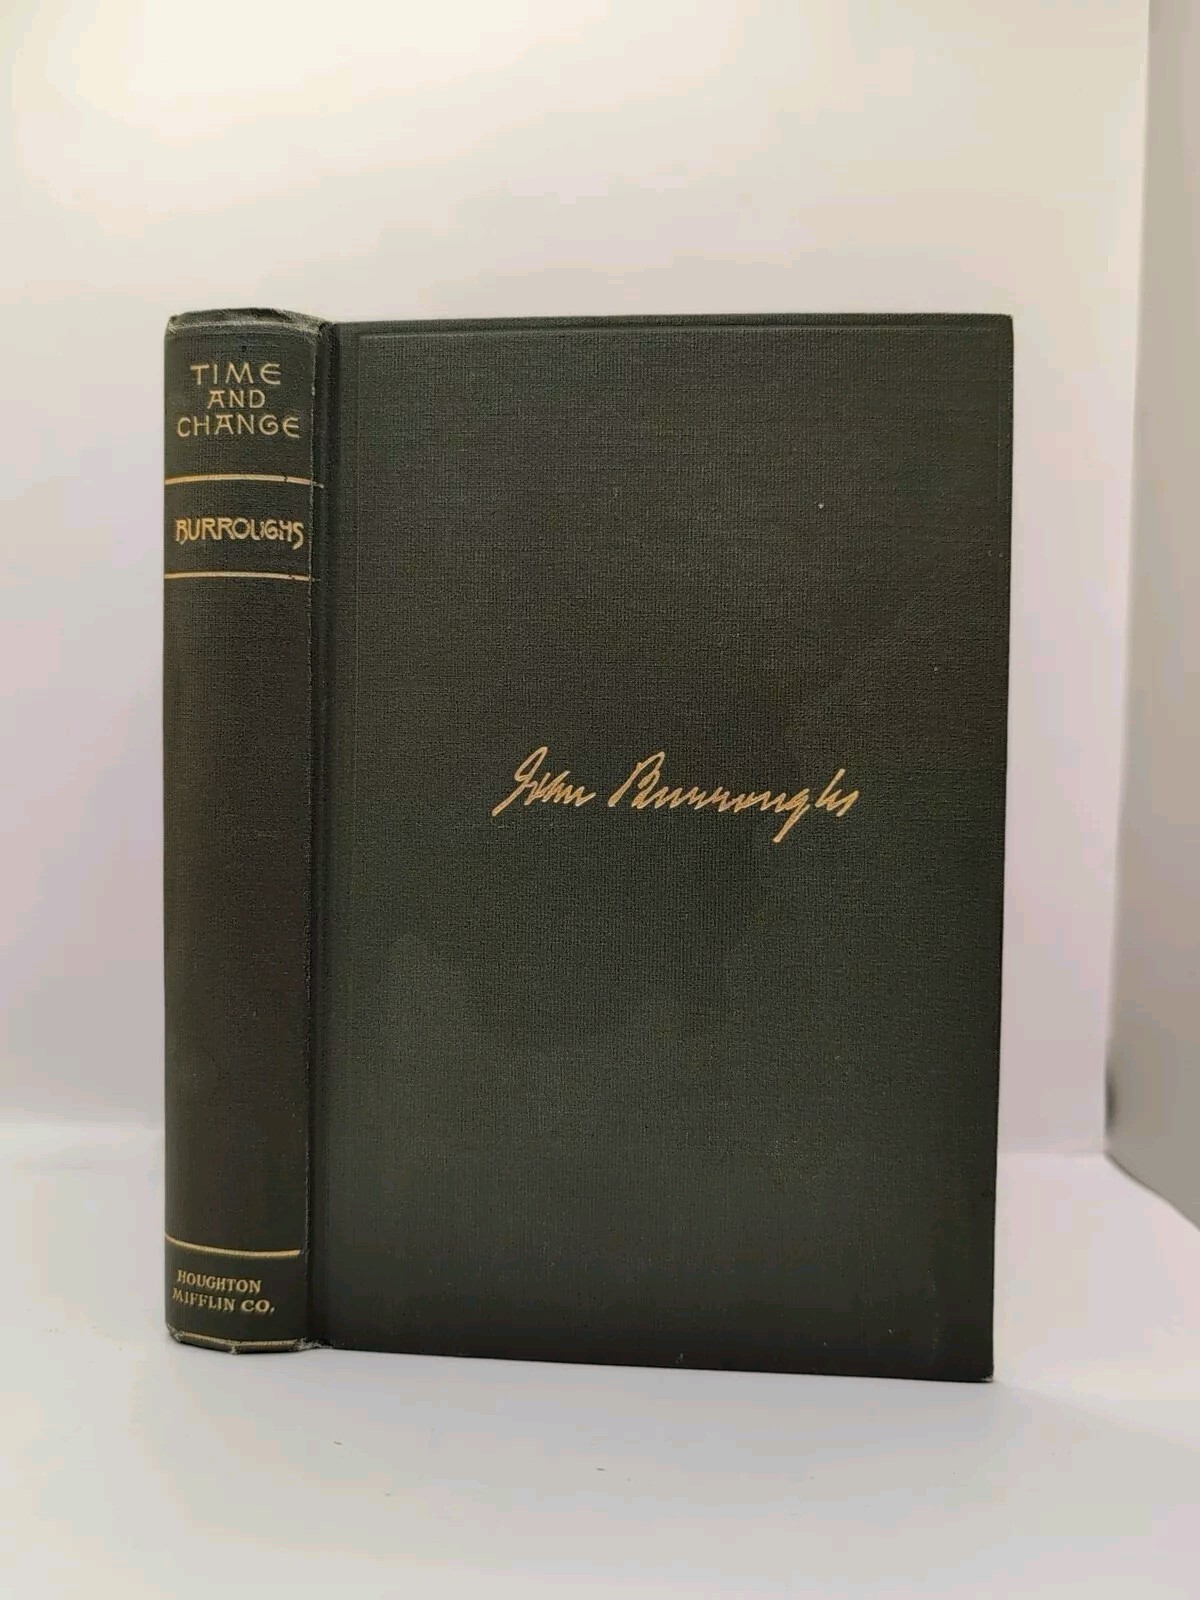 TIME
AND
CHANGE
BURROUGHS
HOUGHTON
MIFFLIN CO.
John Burroughs